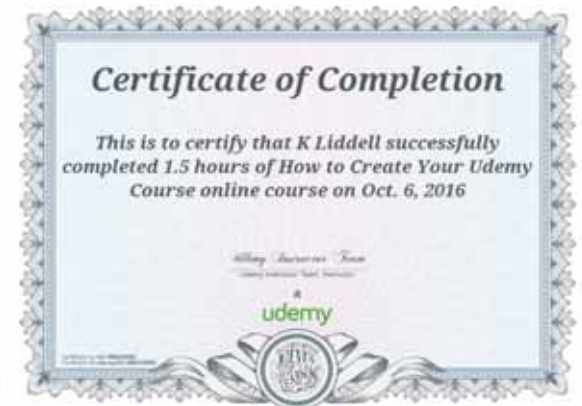 Certificate of Completion
This is to certify that K Liddell successfully
completed 1.5 hours of How to Create Your Udemy
Course online course on Oct. 6, 2016
Team
&
udemy